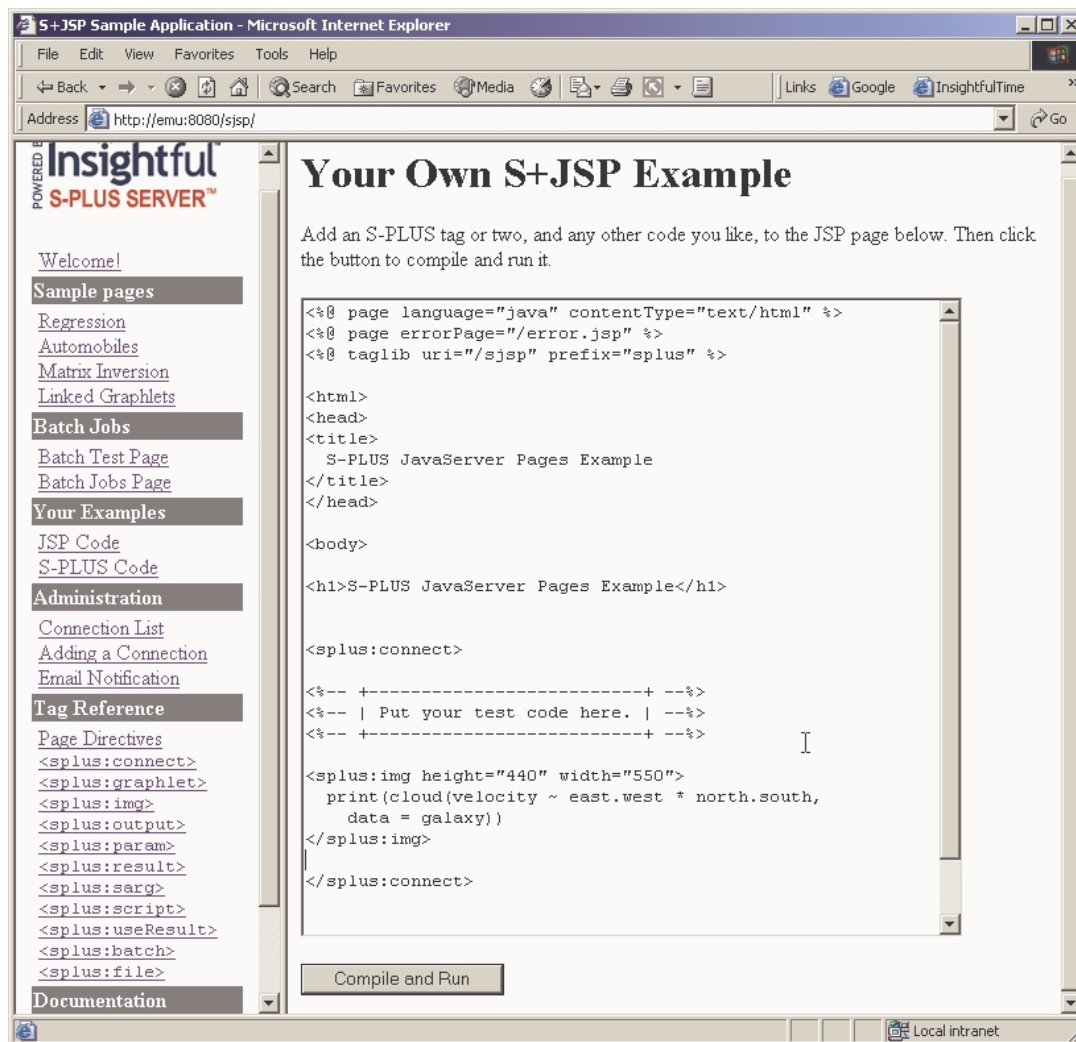 S+JSP Sample Application - Microsoft Internet Explorer
File Edit View Favorites Tools Help
Back Search Favorites Media Links Google InsightfulTime »
Address http://emu:8080/sjsp/ Go
POWERED
Insightful
S-PLUS SERVER™
Welcome!
Sample pages
Regression
Automobiles
Matrix Inversion
Linked Graphlets
Batch Jobs
Batch Test Page
Batch Jobs Page
Your Examples
JSP Code
S-PLUS Code
Administration
Connection List
Adding a Connection
Email Notification
Tag Reference
Page Directives
<splus:connect>
<splus:graphlet>
<splus:img>
<splus:output>
<splus:param>
<splus:result>
<splus:sarg>
<splus:script>
<splus:useResult>
<splus:batch>
<splus:file>
Documentation
Your Own S+JSP Example
Add an S-PLUS tag or two, and any other code you like, to the JSP page below. Then click
the button to compile and run it.
<%@ page language="java" contentType="text/html" %>
<%@ page errorPage="/error.jsp" %>
<%@ taglib uri="/sjsp" prefix="splus" %>
<html>
<head>
<title>
  S-PLUS JavaServer Pages Example
</title>
</head>
<body>
<h1>S-PLUS JavaServer Pages Example</h1>
<splus:connect>
<%-- +--------------------------+ --%>
<%-- | Put your test code here. | --%>
<%-- +--------------------------+ --%>
<splus:img height="440" width="550">
  print(cloud(velocity ~ east.west * north.south,
    data = galaxy))
</splus:img>
</splus:connect>
Compile and Run
Local intranet